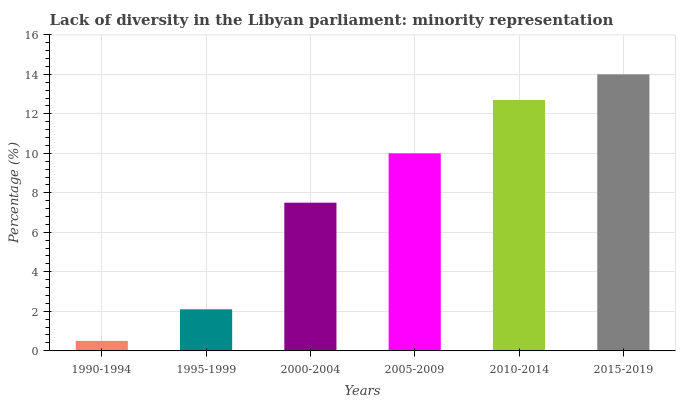 Lack of diversity in the Libyan parliament: minority representation
16
14
12
10
8
6
4
2
0
Percentage (%)
1990-1994 1995-1999 2000-2004 2005-2009 2010-2014 2015-2019
Years